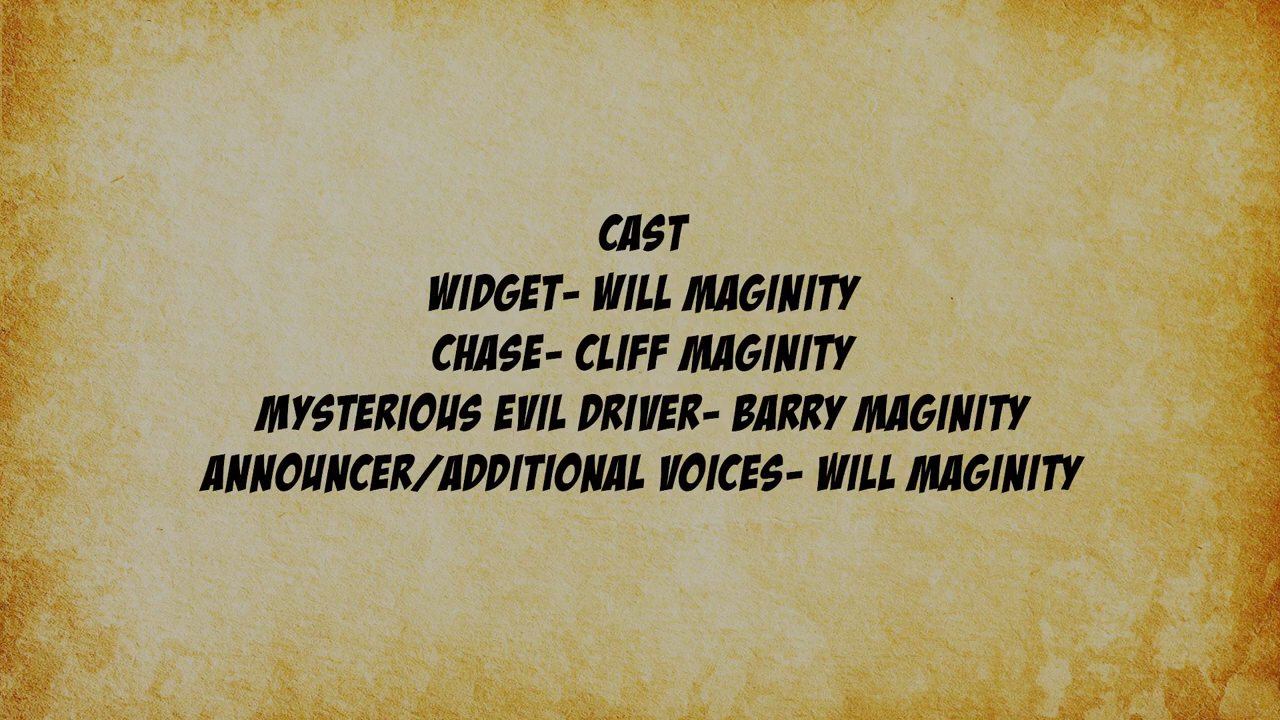 CAST
WIDGET- WILL MAGINITY
CHASE- CLIFF MAGINITY
MYSTERIOUS EVIL DRIVER- BARRY MAGINITY
ANNOUNCER/ADDITIONAL VOICES- WILL MAGINITY